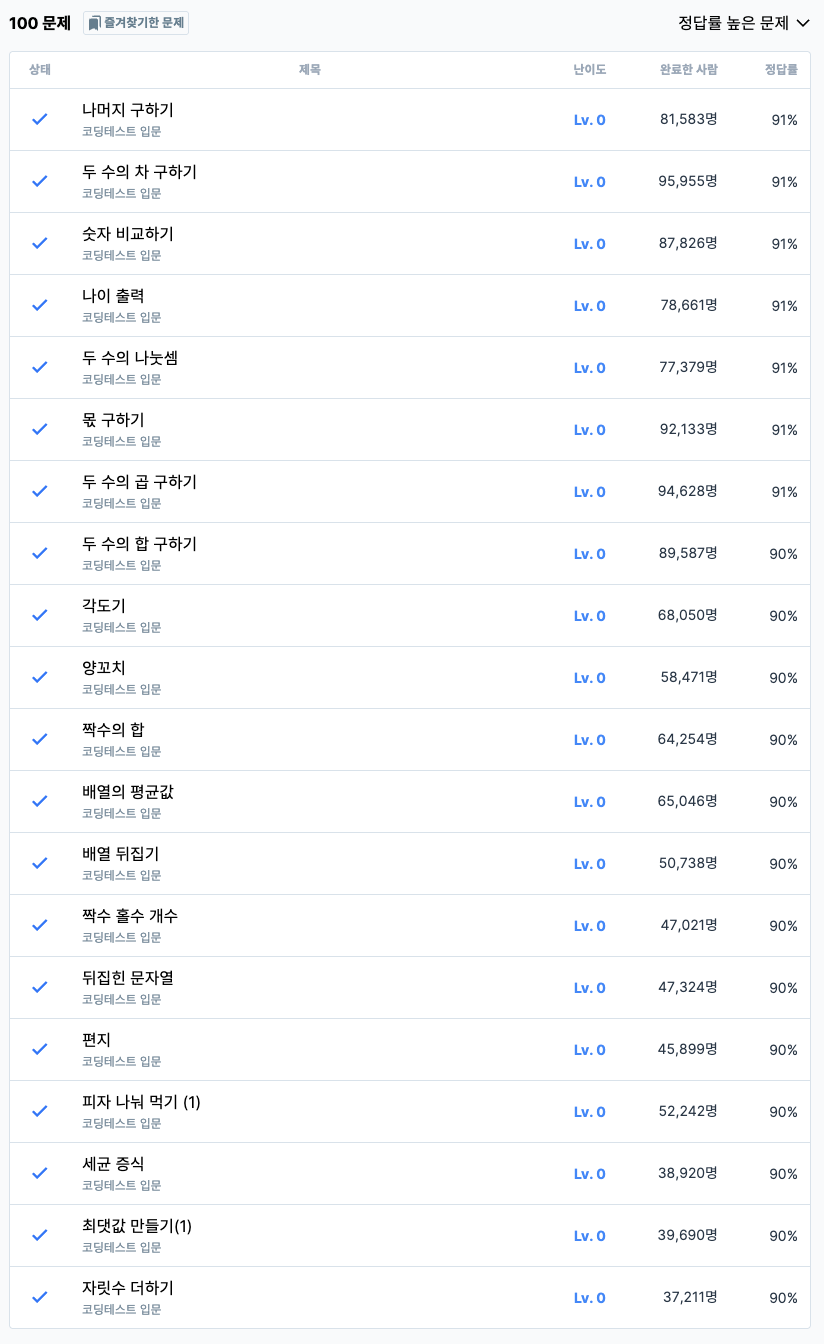 100 문제 즐겨찾기한 문제 정답률 높은 문제
상태 제목 난이도 완료한 사람 정답률
나머지 구하기
코딩테스트 입문
Lv. 0 81,583명 91%
두 수의 차 구하기
코딩테스트 입문
Lv. 0 95,955명 91%
숫자 비교하기
코딩테스트 입문
Lv. 0 87,826명 91%
나이 출력
코딩테스트 입문
Lv. 0 78,661명 91%
두 수의 나눗셈
코딩테스트 입문
Lv. 0 77,379명 91%
몫 구하기
코딩테스트 입문
Lv. 0 92,133명 91%
두 수의 곱 구하기
코딩테스트 입문
Lv. 0 94,628명 91%
두 수의 합 구하기
코딩테스트 입문
Lv. 0 89,587명 90%
각도기
코딩테스트 입문
Lv. 0 68,050명 90%
양꼬치
코딩테스트 입문
Lv. 0 58,471명 90%
짝수의 합
코딩테스트 입문
Lv. 0 64,254명 90%
배열의 평균값
코딩테스트 입문
Lv. 0 65,046명 90%
배열 뒤집기
코딩테스트 입문
Lv. 0 50,738명 90%
짝수 홀수 개수
코딩테스트 입문
Lv. 0 47,021명 90%
뒤집힌 문자열
코딩테스트 입문
Lv. 0 47,324명 90%
편지
코딩테스트 입문
Lv. 0 45,899명 90%
피자 나눠 먹기 (1)
코딩테스트 입문
Lv. 0 52,242명 90%
세균 증식
코딩테스트 입문
Lv. 0 38,920명 90%
최댓값 만들기(1)
코딩테스트 입문
Lv. 0 39,690명 90%
자릿수 더하기
코딩테스트 입문
Lv. 0 37,211명 90%